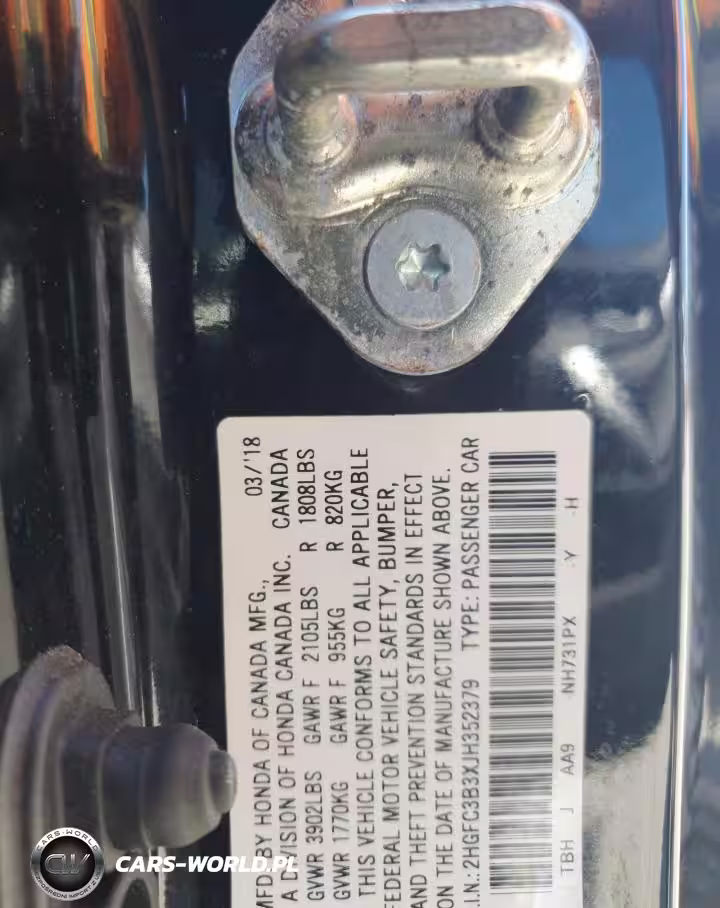 MFD BY HONDA OF CANADA MFG., 03/'18
A DIVISION OF HONDA CANADA INC. CANADA
GVWR 3902LBS GAWR F 2105LBS R 1808LBS
GVWR 1770KG GAWR F 955KG R 820KG
THIS VEHICLE CONFORMS TO ALL APPLICABLE
FEDERAL MOTOR VEHICLE SAFETY, BUMPER,
AND THEFT PREVENTION STANDARDS IN EFFECT
ON THE DATE OF MANUFACTURE SHOWN ABOVE.
.I.N.: 2HGFC3B3XJH352379 TYPE: PASSENGER CAR
TBH J AA9 -NH731PX -Y -H
CARS-WORLD
CW
CARS-WORLD.PL